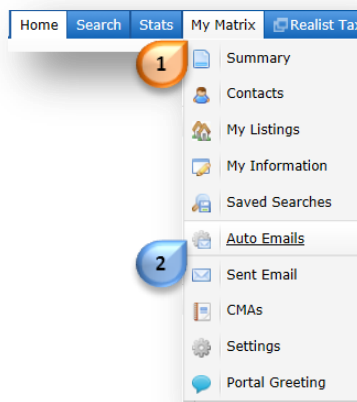 Home Search Stats My Matrix Realist Tax
1
Summary
Contacts
My Listings
My Information
Saved Searches
Auto Emails
2
Sent Email
CMAs
Settings
Portal Greeting